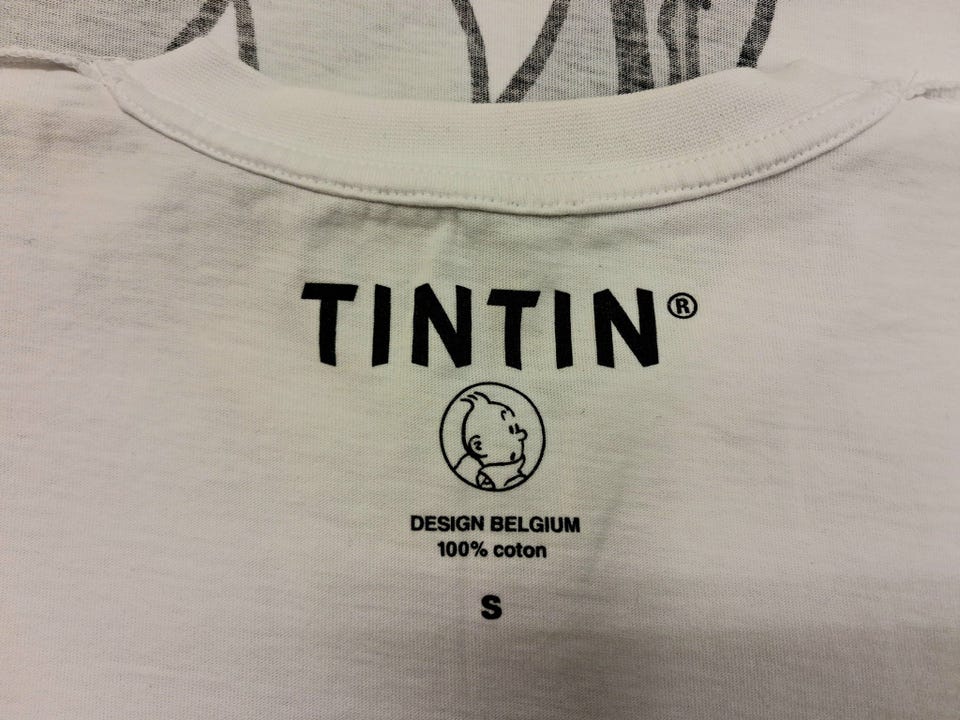 TINTIN®
DESIGN BELGIUM
100% coton
S